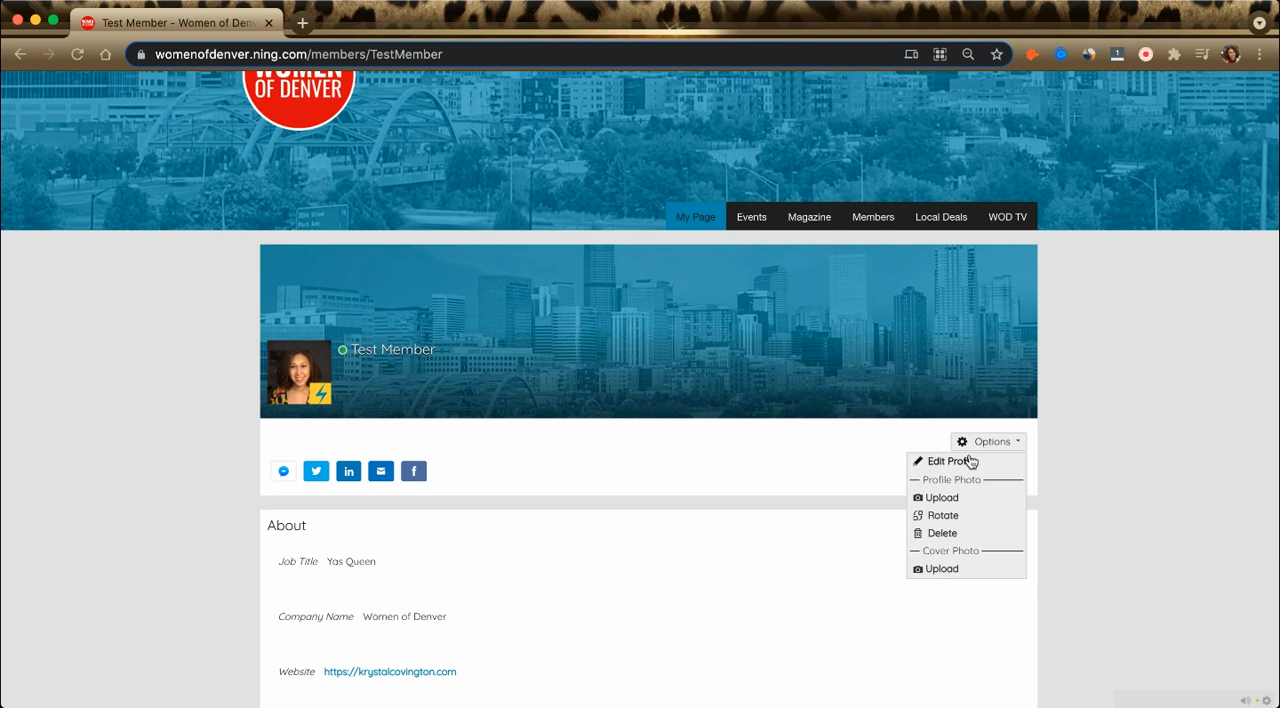 Test Member - Women of Denv
womenofdenver.ning.com/members/TestMember
1
WOMEN
OF DENVER
My Page Events Magazine Members Local Deals WOD TV
Test Member
Options
Edit Prof
Profile Photo
Upload
Rotate
Delete
Cover Photo
Upload
in
f
About
Job Title Yas Queen
Company Name Women of Denver
Website https://krystalcovington.com